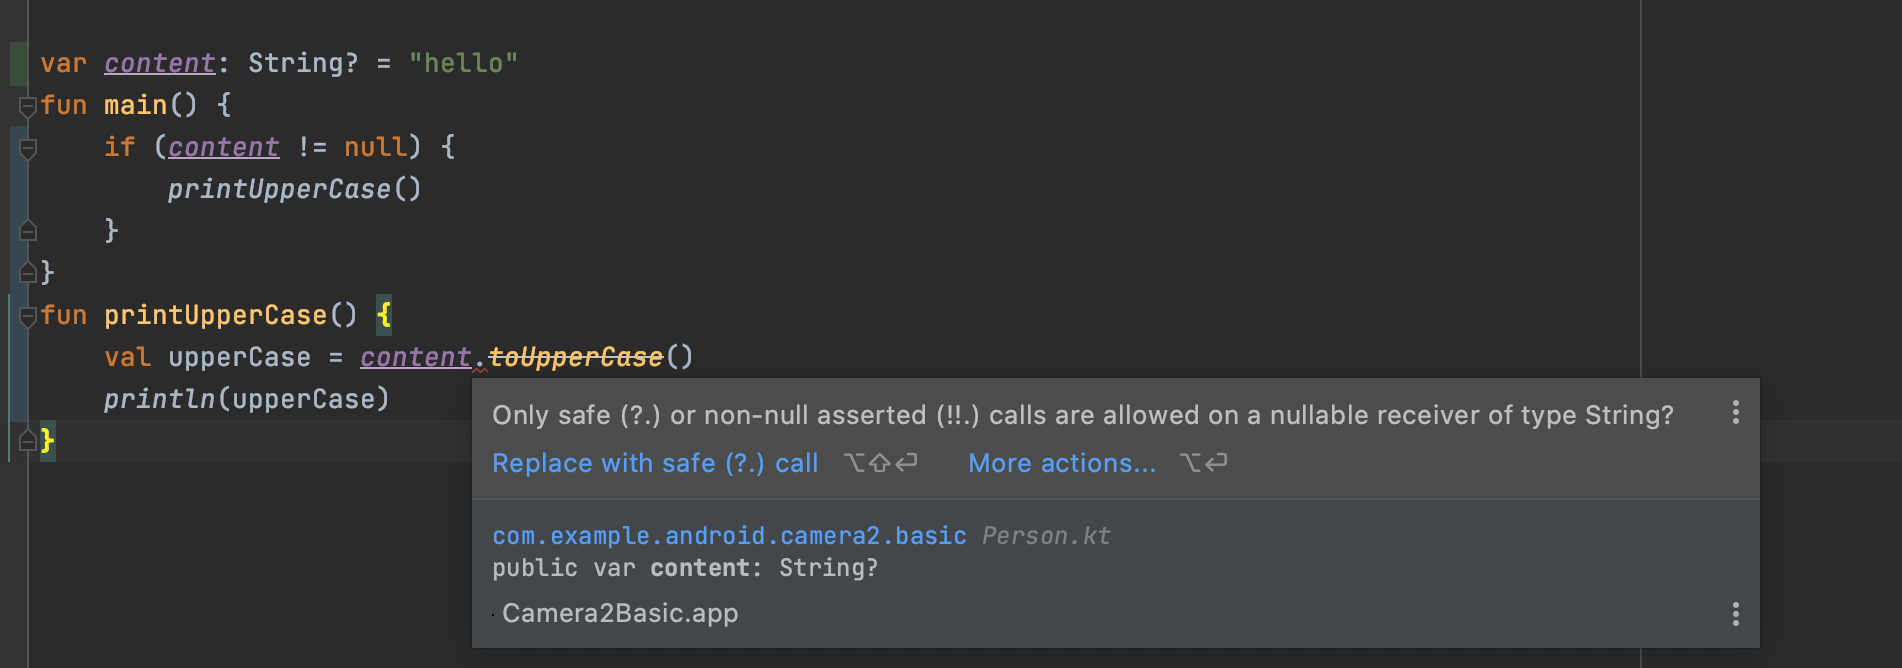 var content: String? = "hello"
fun main() {
    if (content != null) {
        printUpperCase()
    }
}
fun printUpperCase() {
    val upperCase = content.toUpperCase()
    println(upperCase)
}
Only safe (?.) or non-null asserted (!!.) calls are allowed on a nullable receiver of type String?
Replace with safe (?.) call ⌥⇧⏎ More actions... ⌥⏎
com.example.android.camera2.basic Person.kt
public var content: String?
Camera2Basic.app